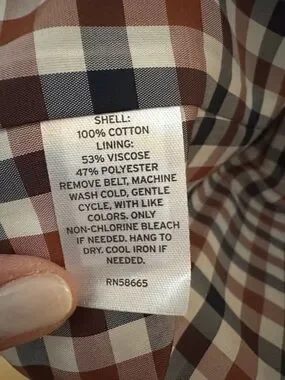 SHELL:
100% COTTON
LINING:
53% VISCOSE
47% POLYESTER
REMOVE BELT, MACHINE
WASH COLD, GENTLE
CYCLE, WITH LIKE
COLORS. ONLY
NON-CHLORINE BLEACH
IF NEEDED. HANG TO
DRY. COOL IRON IF
NEEDED.
RN58665